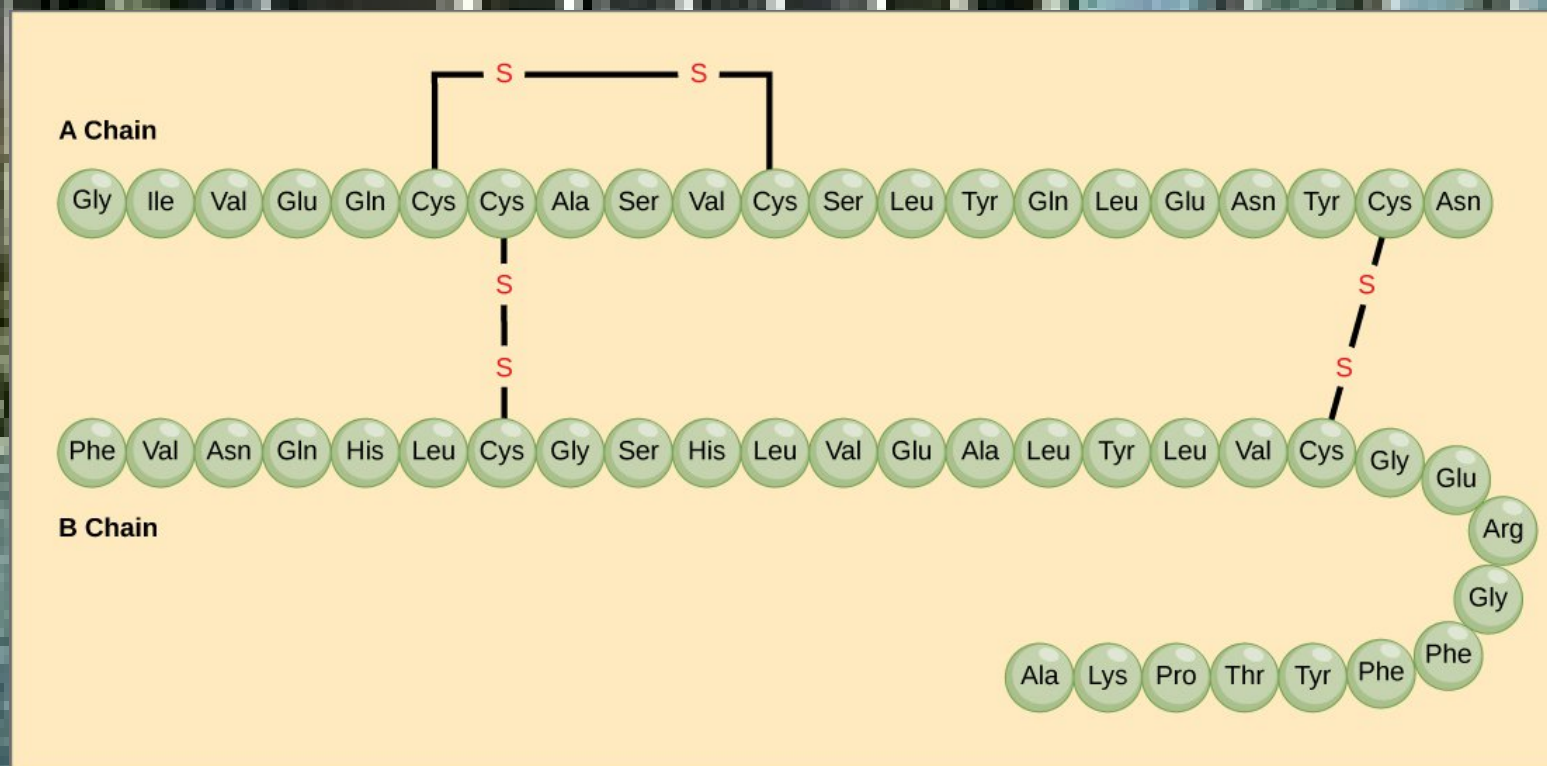 S S
A Chain
Gly Ile Val Glu Gln Cys Cys Ala Ser Val Cys Ser Leu Tyr Gln Leu Glu Asn Tyr Cys Asn
S S
S S
Phe Val Asn Gln His Leu Cys Gly Ser His Leu Val Glu Ala Leu Tyr Leu Val Cys Gly Glu
B Chain
Arg
Gly
Phe
Ala Lys Pro Thr Tyr Phe